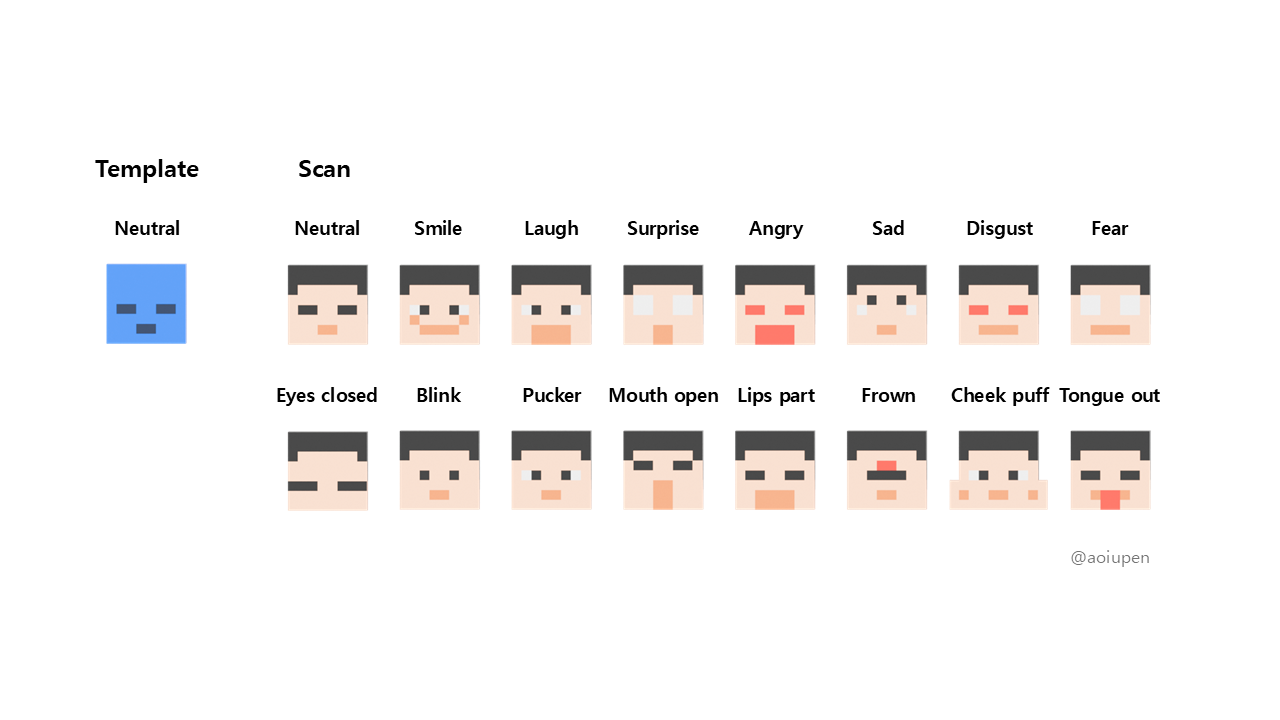 Template Scan
Neutral Neutral Smile Laugh Surprise Angry Sad Disgust Fear
Eyes closed Blink Pucker Mouth open Lips part Frown Cheek puff Tongue out
@aoiupen